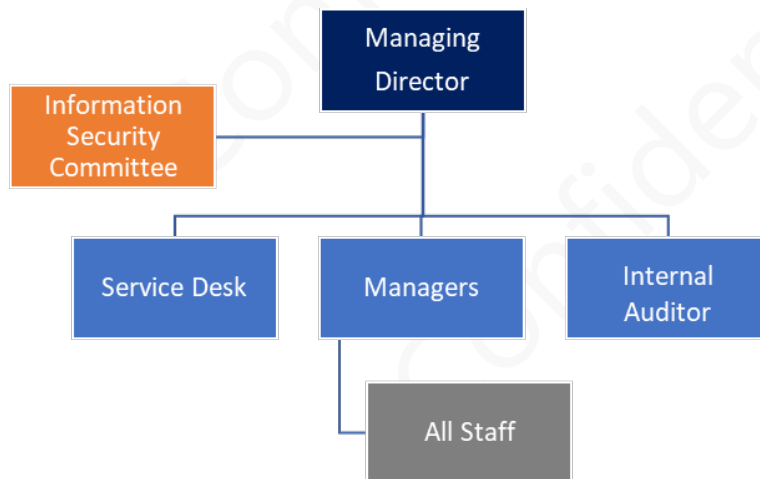 Managing
Director
Information
Security
Committee
Service Desk
Managers
Internal
Auditor
All Staff